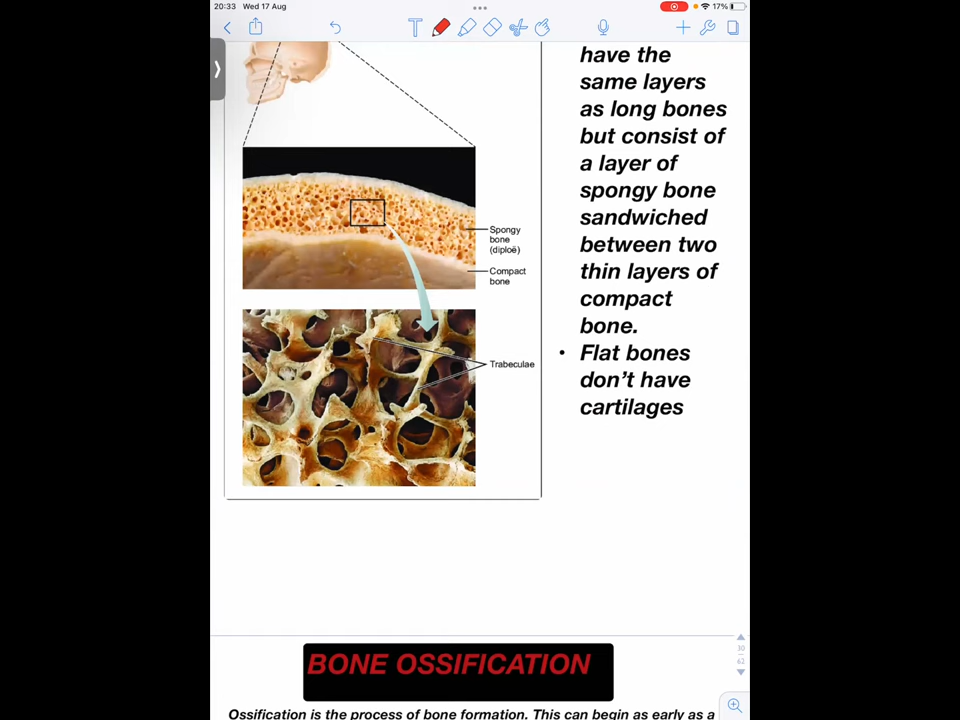 20:33 Wed 17 Aug
17%
T
have the
same layers
as long bones
but consist of
a layer of
spongy bone
sandwiched
between two
thin layers of
compact
bone.
• Flat bones
don’t have
cartilages
Spongy
bone
(diploë)
Compact
bone
Trabeculae
30
62
BONE OSSIFICATION
Ossification is the process of bone formation. This can begin as early as a